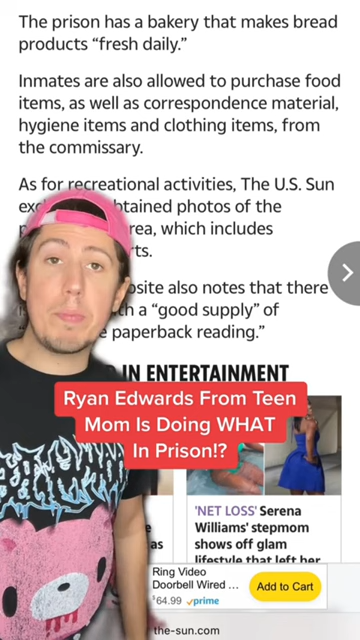 The prison has a bakery that makes bread
products “fresh daily.”
Inmates are also allowed to purchase food
items, as well as correspondence material,
hygiene items and clothing items, from
the commissary.
As for recreational activities, The U.S. Sun
btained photos of the
rea, which includes
rts.
also notes that there
a “good supply” of
paperback reading.”
IN ENTERTAINMENT
Ryan Edwards From Teen
Mom Is Doing WHAT
In Prison!?
'NET LOSS' Serena
Williams' stepmom
shows off glam
lifestyle that left her
as
Ring Video
Doorbell Wired ...
$64.99 prime
Add to Cart
the-sun.com